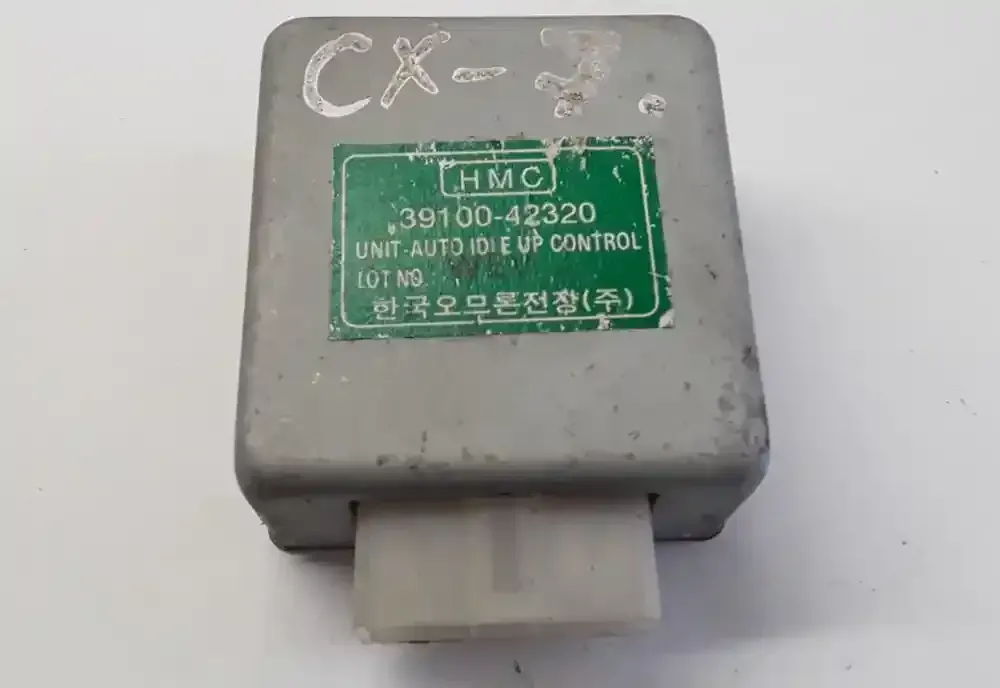 CX-7.
HMC
39100-42320
UNIT-AUTO IDLE UP CONTROL
LOT NO.
한국오므론전장(주)